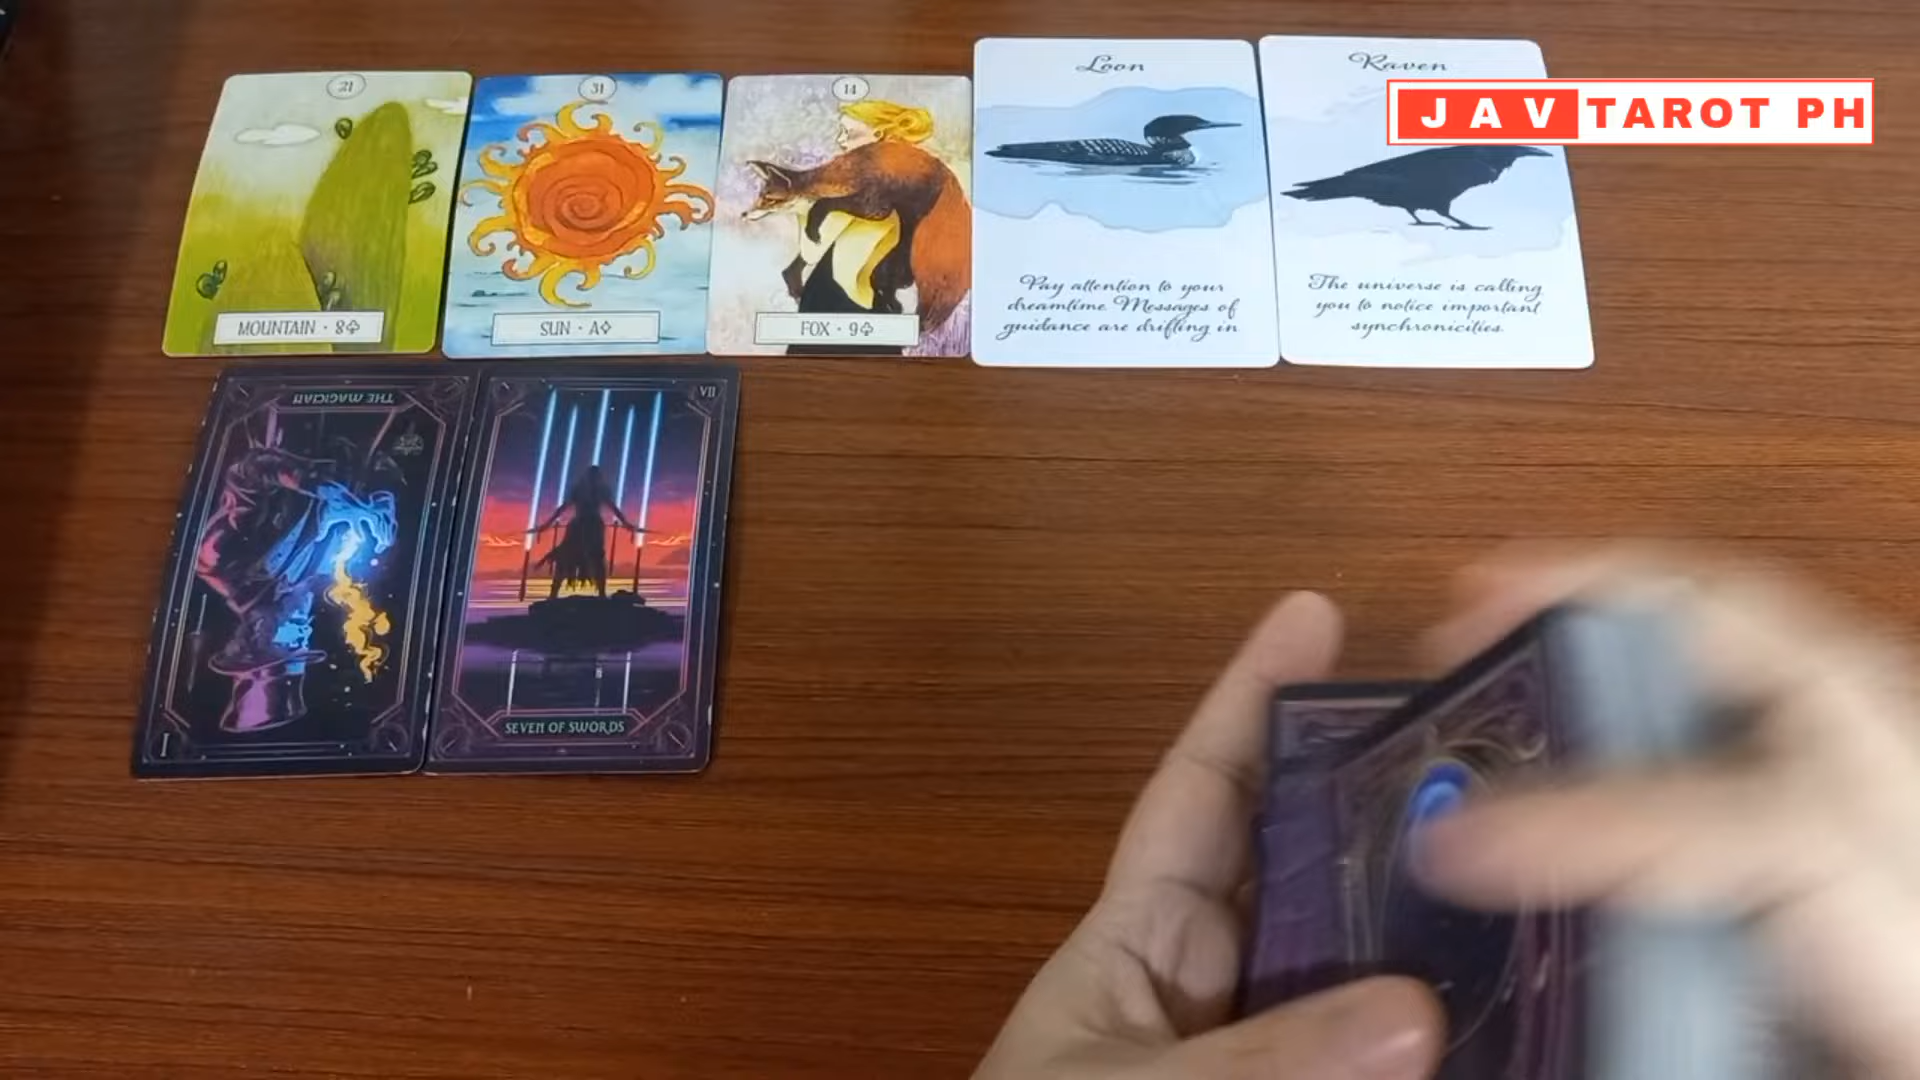 21
31
14
Loon
Raven
JAV TAROT PH
MOUNTAIN · 8♣
SUN · A♢
FOX · 9♣
Pay attention to your
dreamtime Messages of
guidance are drifting in
The universe is calling
you to notice important
synchronicities
THE MAGICIAN
I
VII
SEVEN OF SWORDS